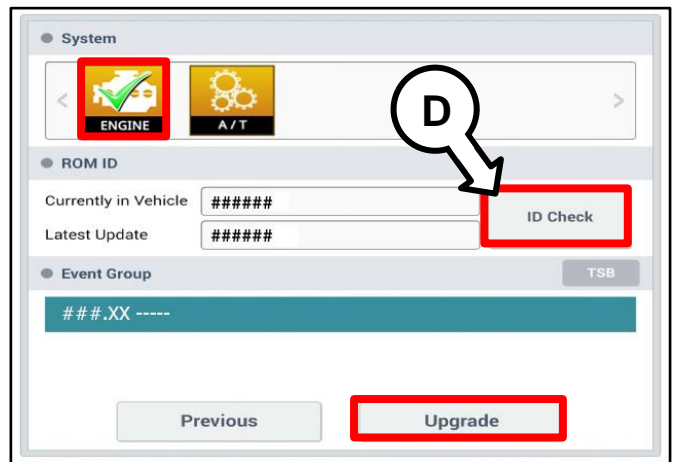 System
< ENGINE A/T >
D
ROM ID
Currently in Vehicle ######
ID Check
Latest Update ######
Event Group TSB
###.XX -----
Previous Upgrade